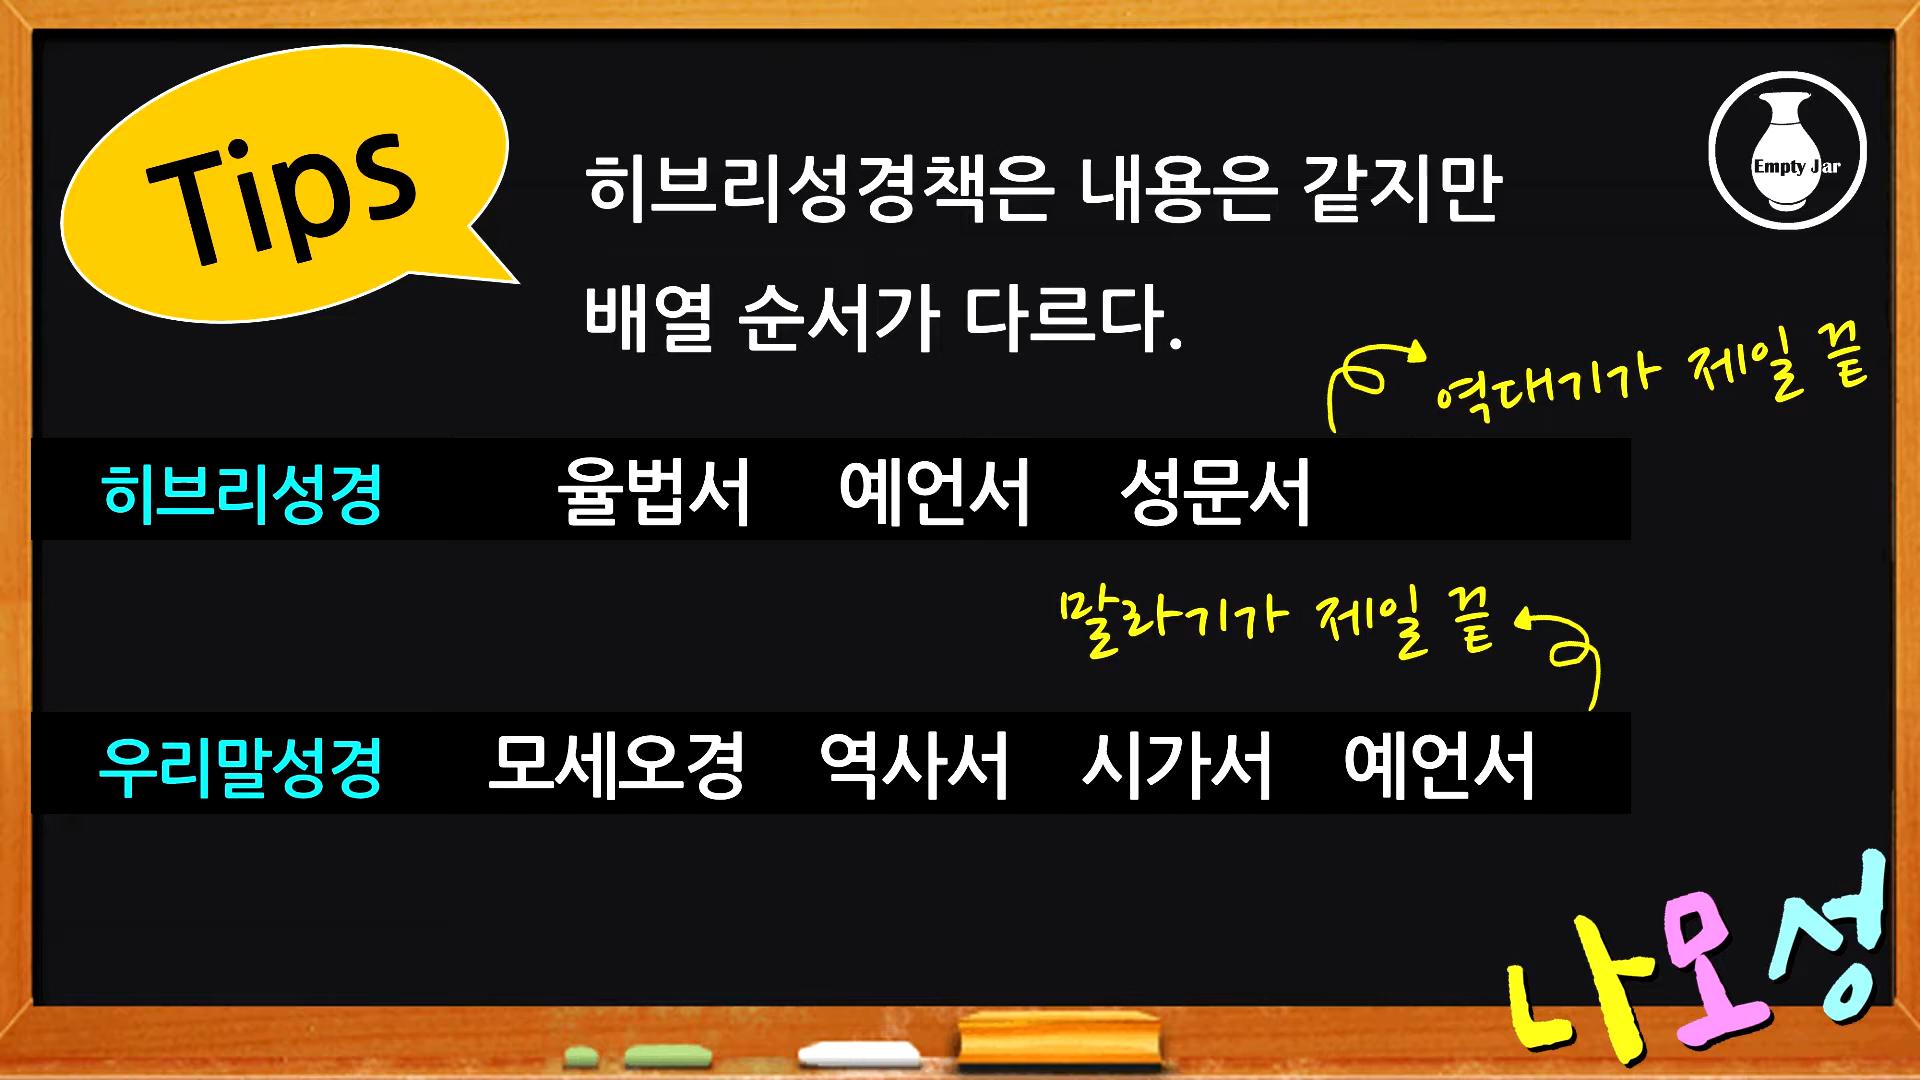 Tips
히브리성경책은 내용은 같지만
배열 순서가 다르다.
Empty Jar
역대기가 제일 끝
히브리성경 율법서 예언서 성문서
말라기가 제일 끝
우리말성경 모세오경 역사서 시가서 예언서
나모성